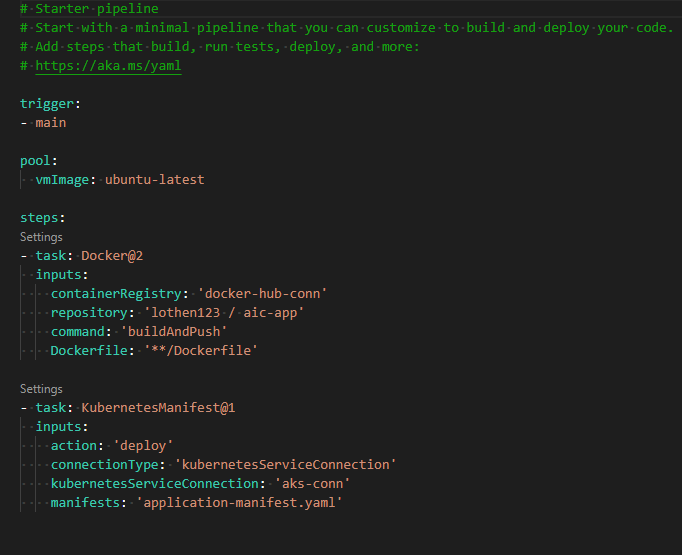 # Starter pipeline
# Start with a minimal pipeline that you can customize to build and deploy your code.
# Add steps that build, run tests, deploy, and more:
# https://aka.ms/yaml
trigger:
- main
pool:
  vmImage: ubuntu-latest
steps:
Settings
- task: Docker@2
  inputs:
    containerRegistry: 'docker-hub-conn'
    repository: 'lothen123 / aic-app'
    command: 'buildAndPush'
    Dockerfile: '**/Dockerfile'
Settings
- task: KubernetesManifest@1
  inputs:
    action: 'deploy'
    connectionType: 'kubernetesServiceConnection'
    kubernetesServiceConnection: 'aks-conn'
    manifests: 'application-manifest.yaml'